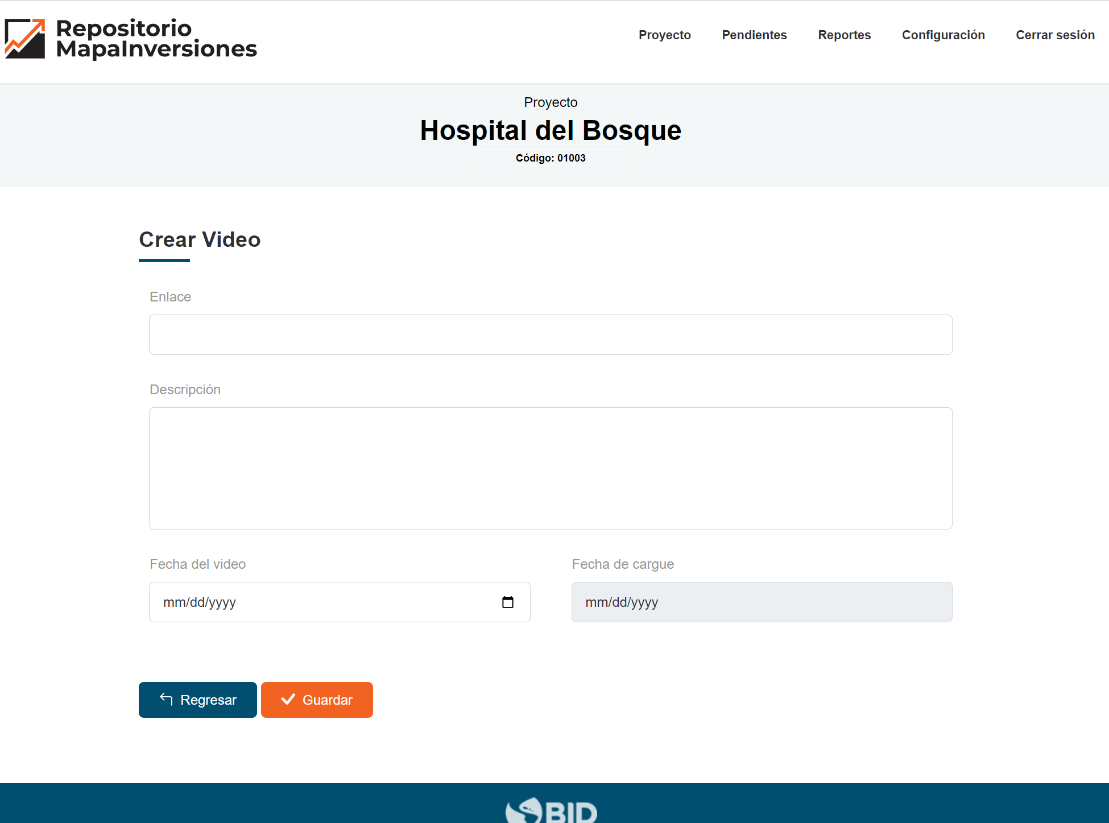 Repositorio
MapaInversiones
Proyecto Pendientes Reportes Configuración Cerrar sesión
Proyecto
Hospital del Bosque
Código: 01003
Crear Video
Enlace
Descripción
Fecha del video Fecha de cargue
mm/dd/yyyy mm/dd/yyyy
Regresar Guardar
BID